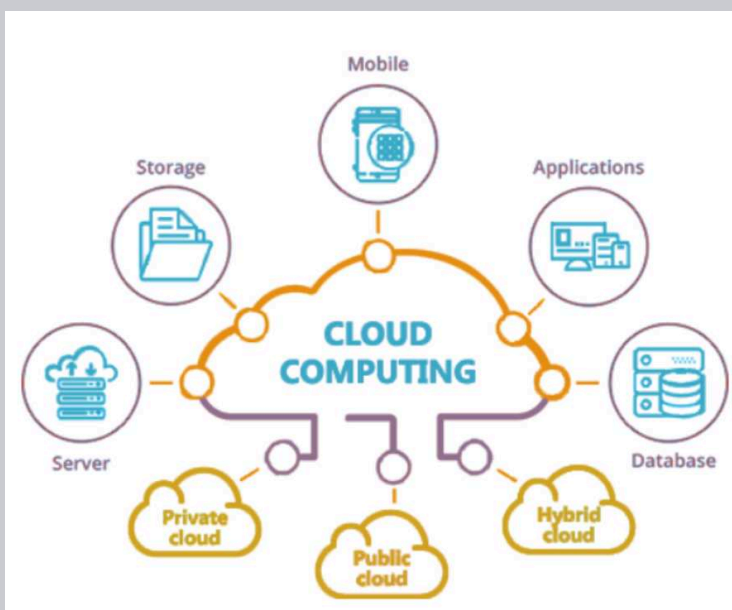 Mobile
Storage
Applications
CLOUD
COMPUTING
Server
Database
Private
cloud
Public
cloud
Hybrid
cloud